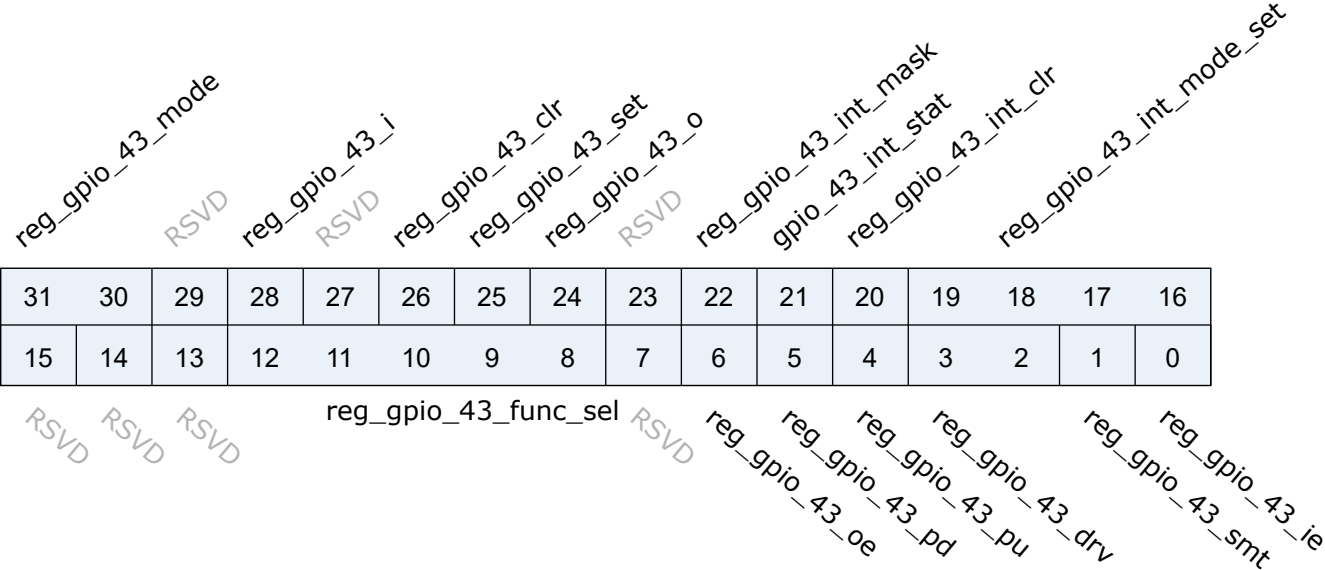 reg_gpio_43_mode
RSVD
reg_gpio_43_i
RSVD
reg_gpio_43_clr
reg_gpio_43_set
reg_gpio_43_o
RSVD
reg_gpio_43_int_mask
gpio_43_int_stat
reg_gpio_43_int_clr
reg_gpio_43_int_mode_set
31 30 29 28 27 26 25 24 23 22 21 20 19 18 17 16
15 14 13 12 11 10 9 8 7 6 5 4 3 2 1 0
RSVD
RSVD
RSVD
reg_gpio_43_func_sel
RSVD
reg_gpio_43_oe
reg_gpio_43_pd
reg_gpio_43_pu
reg_gpio_43_drv
reg_gpio_43_smt
reg_gpio_43_ie